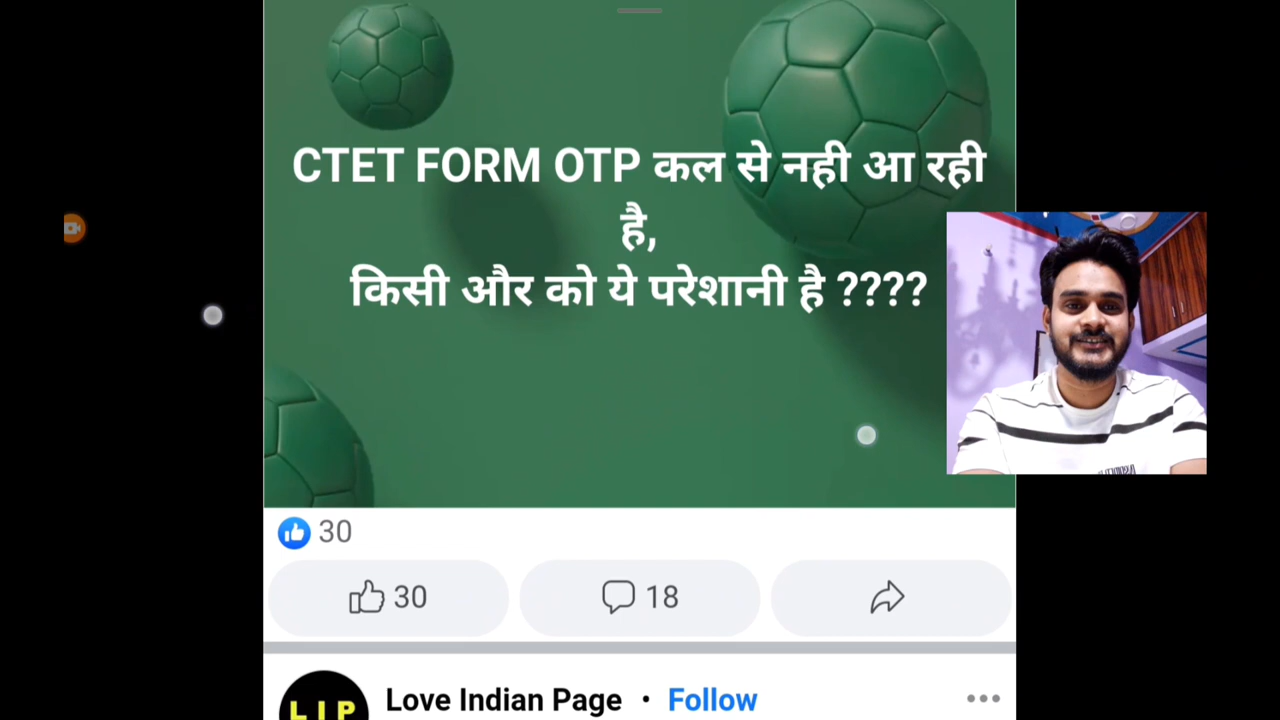 CTET FORM OTP कल से नही आ रही
है,
किसी और को ये परेशानी है ????
30
30
18
LIP
Love Indian Page · Follow